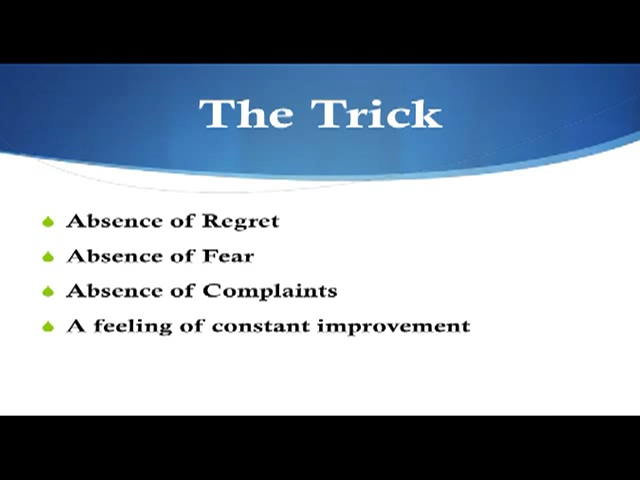 The Trick
Absence of Regret
Absence of Fear
Absence of Complaints
A feeling of constant improvement